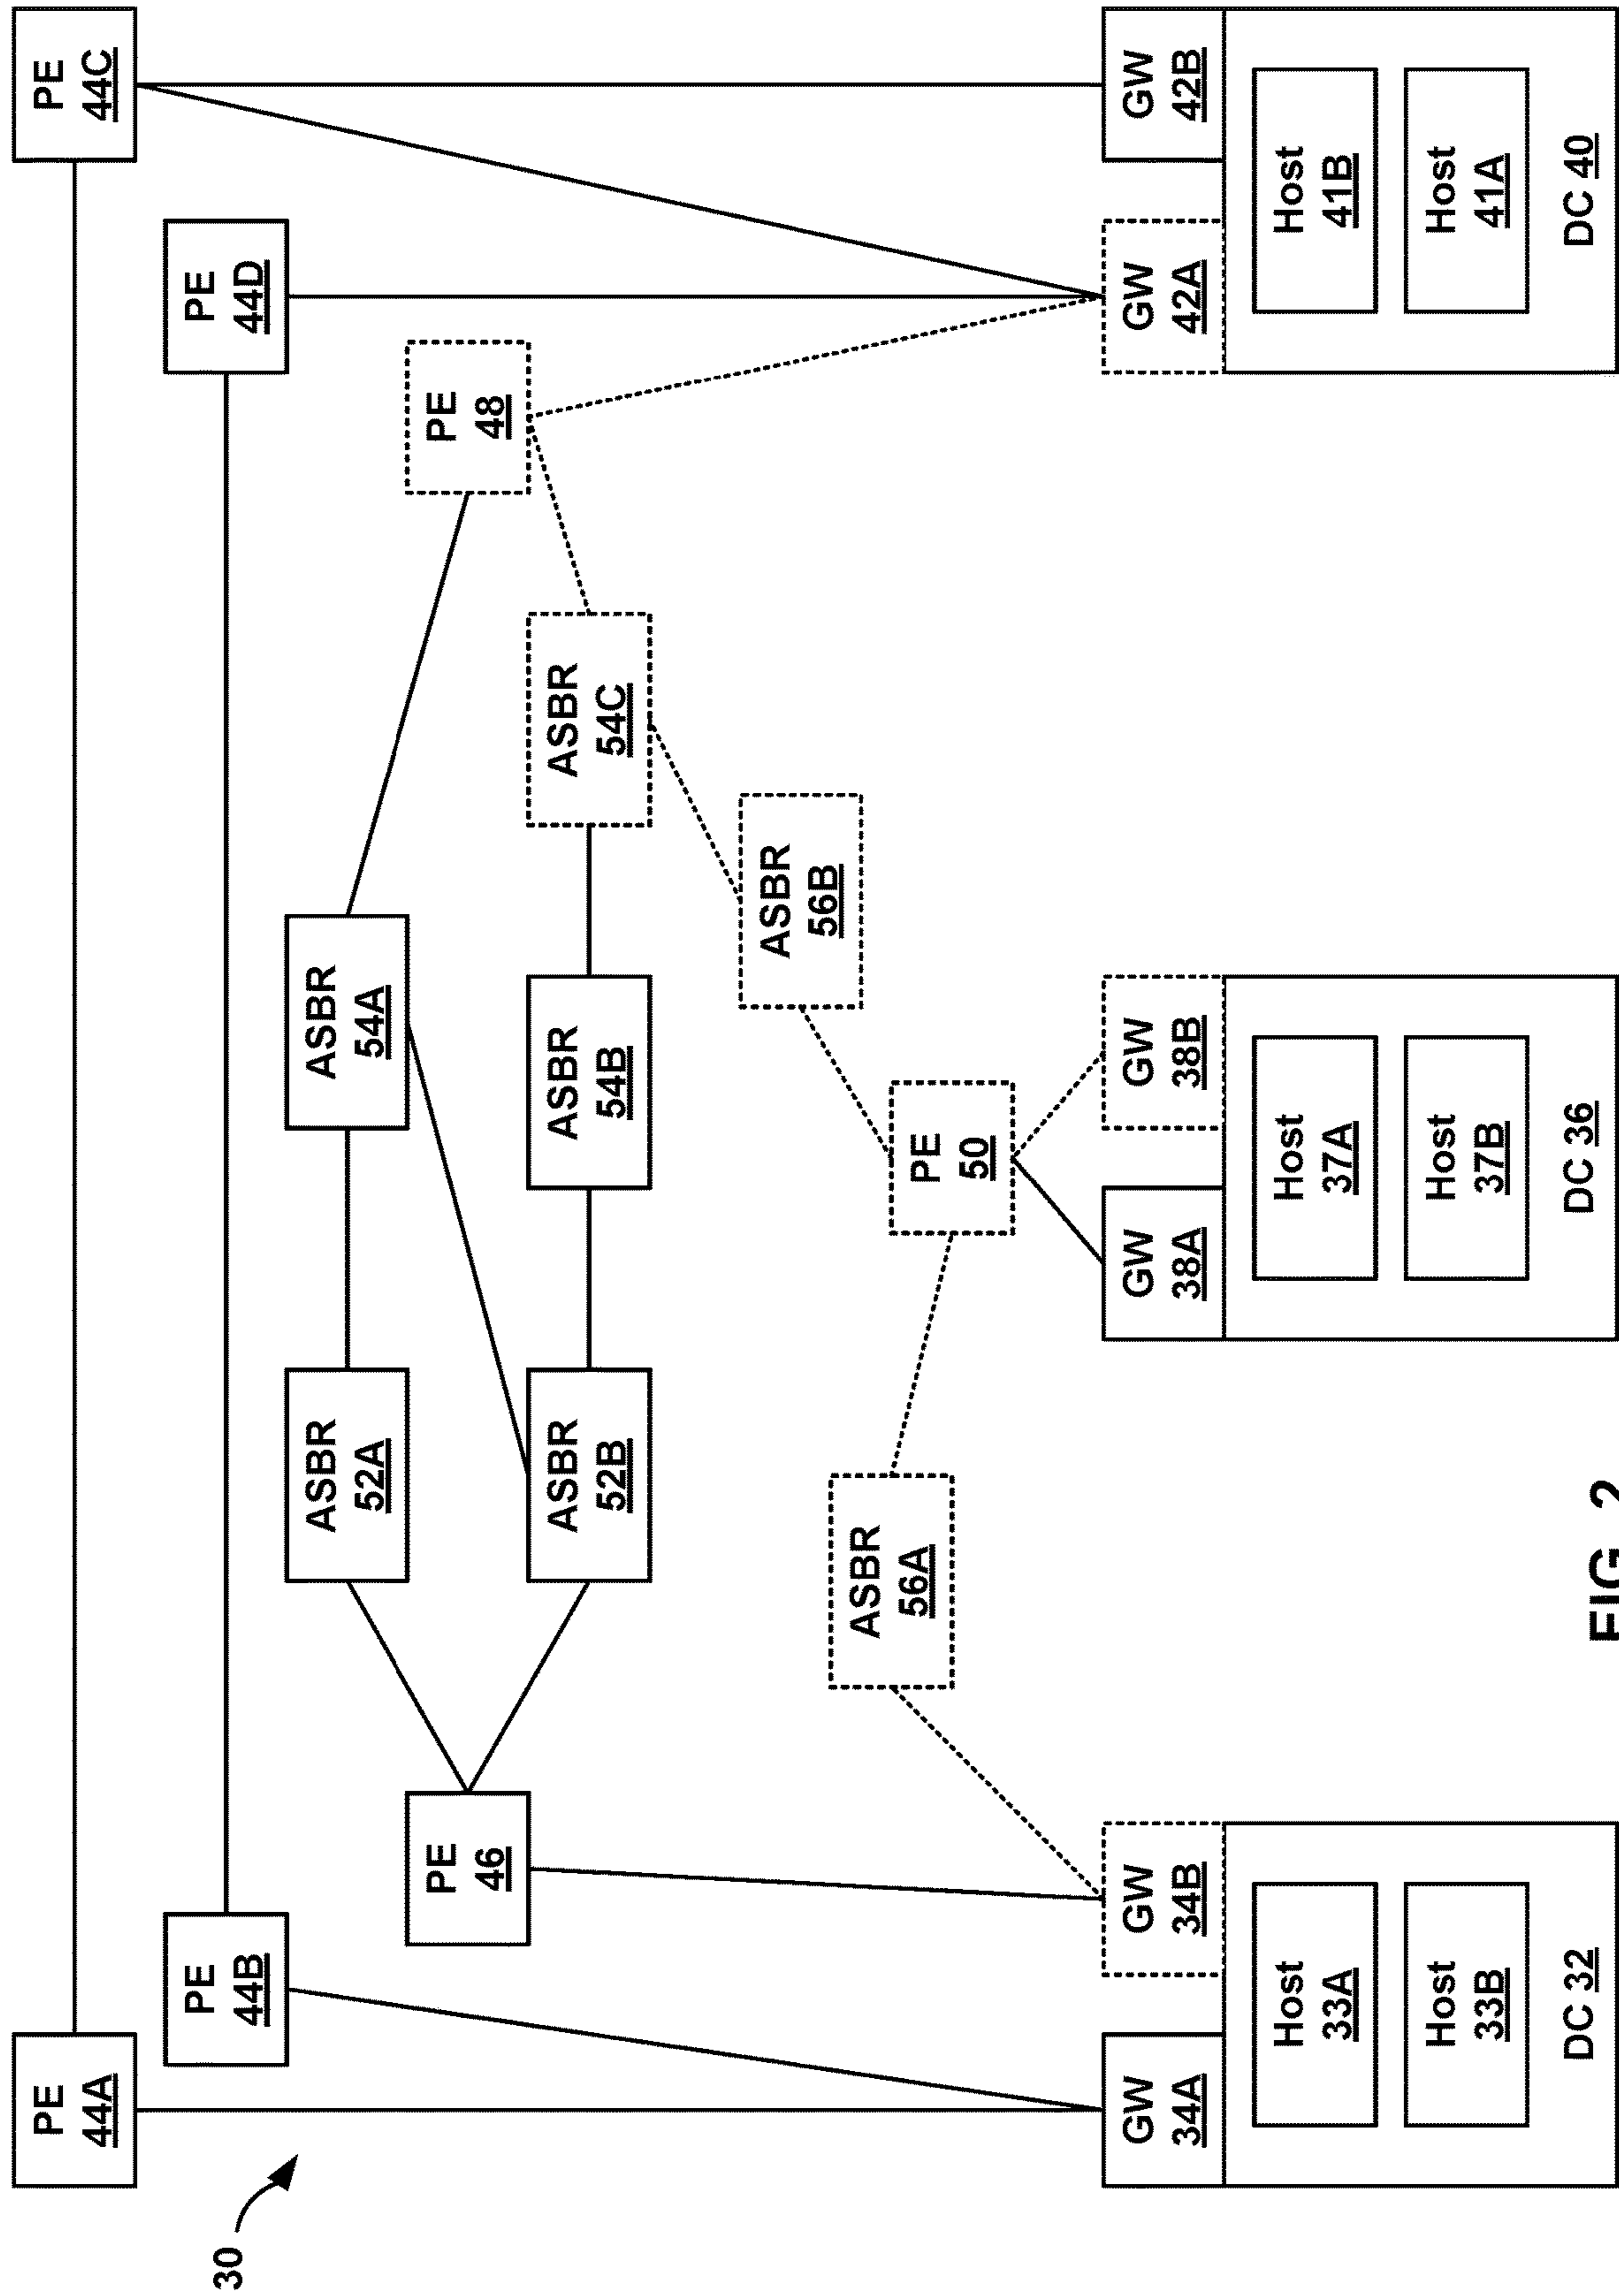 30
PE
44A
PE
44C
PE
44B
PE
44D
ASBR
52A
ASBR
54A
PE
46
PE
48
ASBR
52B
ASBR
54B
ASBR
54C
ASBR
56B
ASBR
56A
PE
50
GW
34A
GW
34B
GW
38A
GW
38B
GW
42A
GW
42B
Host
33A
Host
33B
DC 32
Host
37A
Host
37B
DC 36
Host
41B
Host
41A
DC 40
FIG. 2